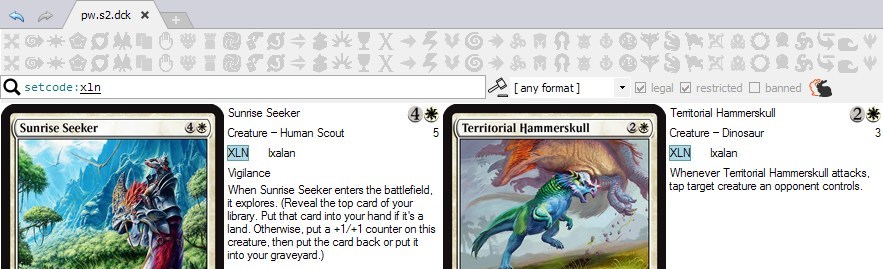 pw.s2.dck
setcode:xln
[ any format ]
legal
restricted
banned
Sunrise Seeker 4
Sunrise Seeker 4
Creature – Human Scout 5
XLN Ixalan
Vigilance
When Sunrise Seeker enters the battlefield,
it explores. (Reveal the top card of your
library. Put that card into your hand if it's a
land. Otherwise, put a +1/+1 counter on this
creature, then put the card back or put it
into your graveyard.)
Territorial Hammerskull 2
Territorial Hammerskull 2
Creature – Dinosaur 3
XLN Ixalan
Whenever Territorial Hammerskull attacks,
tap target creature an opponent controls.